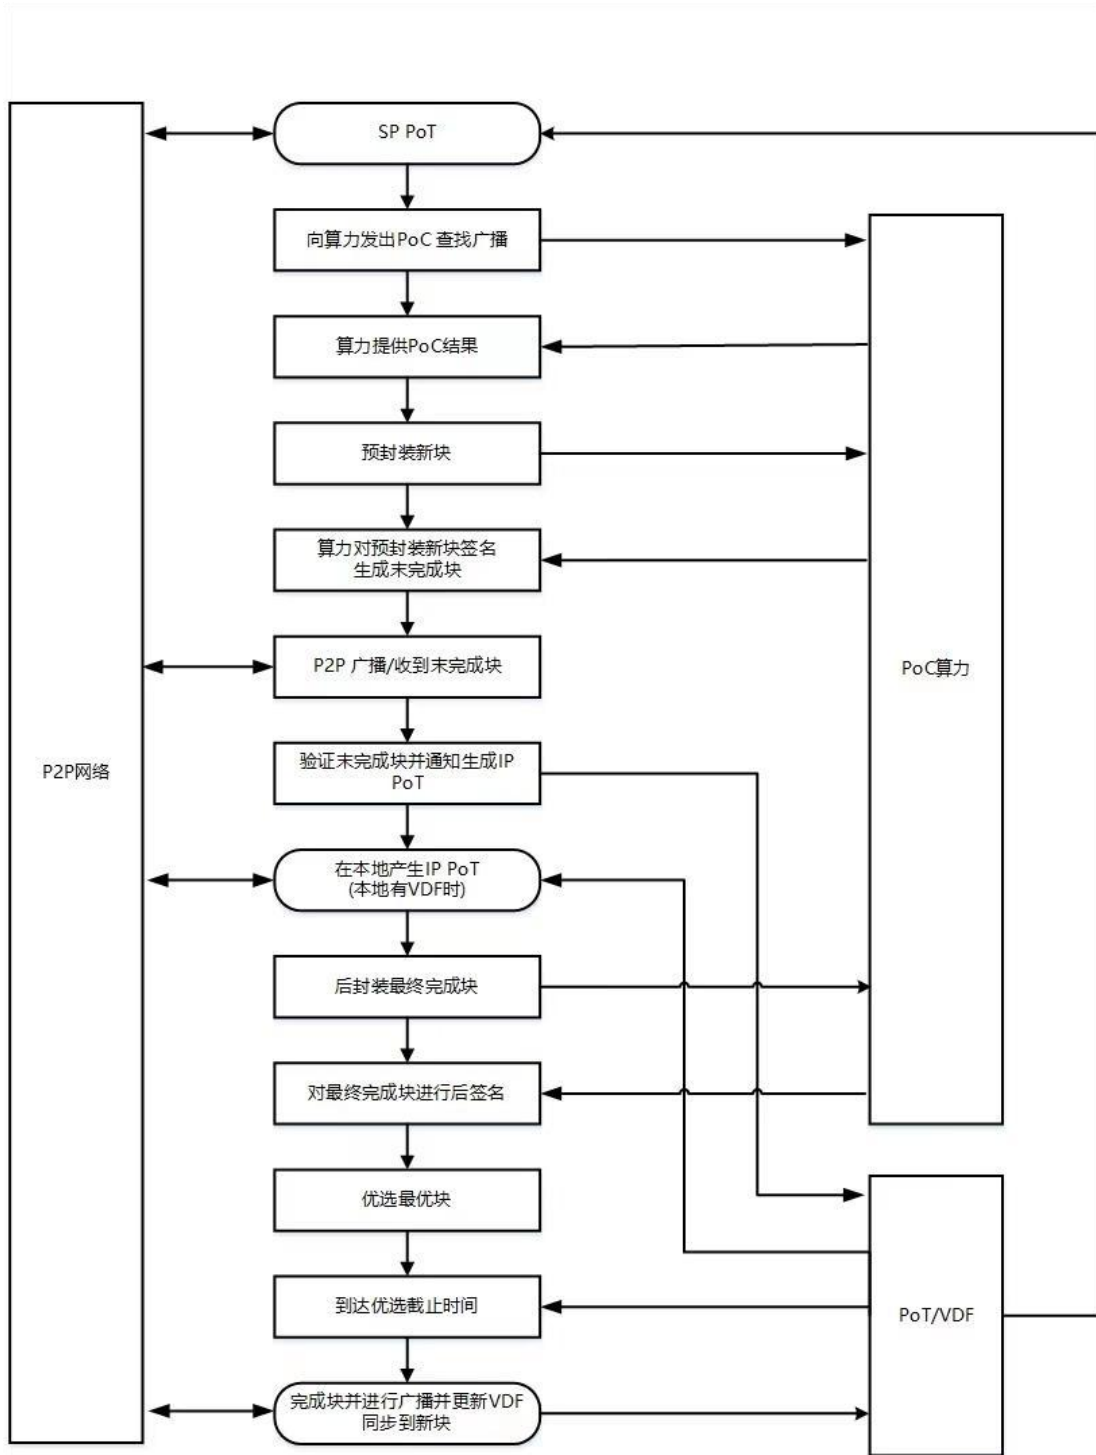 SP PoT
向算力发出PoC 查找广播
算力提供PoC结果
预封装新块
算力对预封装新块签名
生成末完成块
P2P 广播/收到末完成块
PoC算力
P2P网络
验证末完成块并通知生成IP
PoT
在本地产生IP PoT
(本地有VDF时)
后封装最终完成块
对最终完成块进行后签名
优选最优块
到达优选截止时间
PoT/VDF
完成块并进行广播并更新VDF
同步到新块